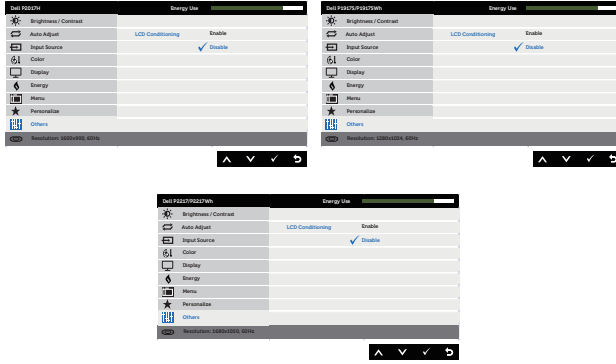 Dell P2017H Energy Use
Brightness / Contrast
Auto Adjust LCD Conditioning Enable
Input Source Disable
Color
Display
Energy
Menu
Personalize
Others
Resolution: 1600x900, 60Hz
Dell P1917S/P1917SWh Energy Use
Brightness / Contrast
Auto Adjust LCD Conditioning Enable
Input Source Disable
Color
Display
Energy
Menu
Personalize
Others
Resolution: 1280x1024, 60Hz
Dell P2217/P2217Wh Energy Use
Brightness / Contrast
Auto Adjust LCD Conditioning Enable
Input Source Disable
Color
Display
Energy
Menu
Personalize
Others
Resolution: 1680x1050, 60Hz